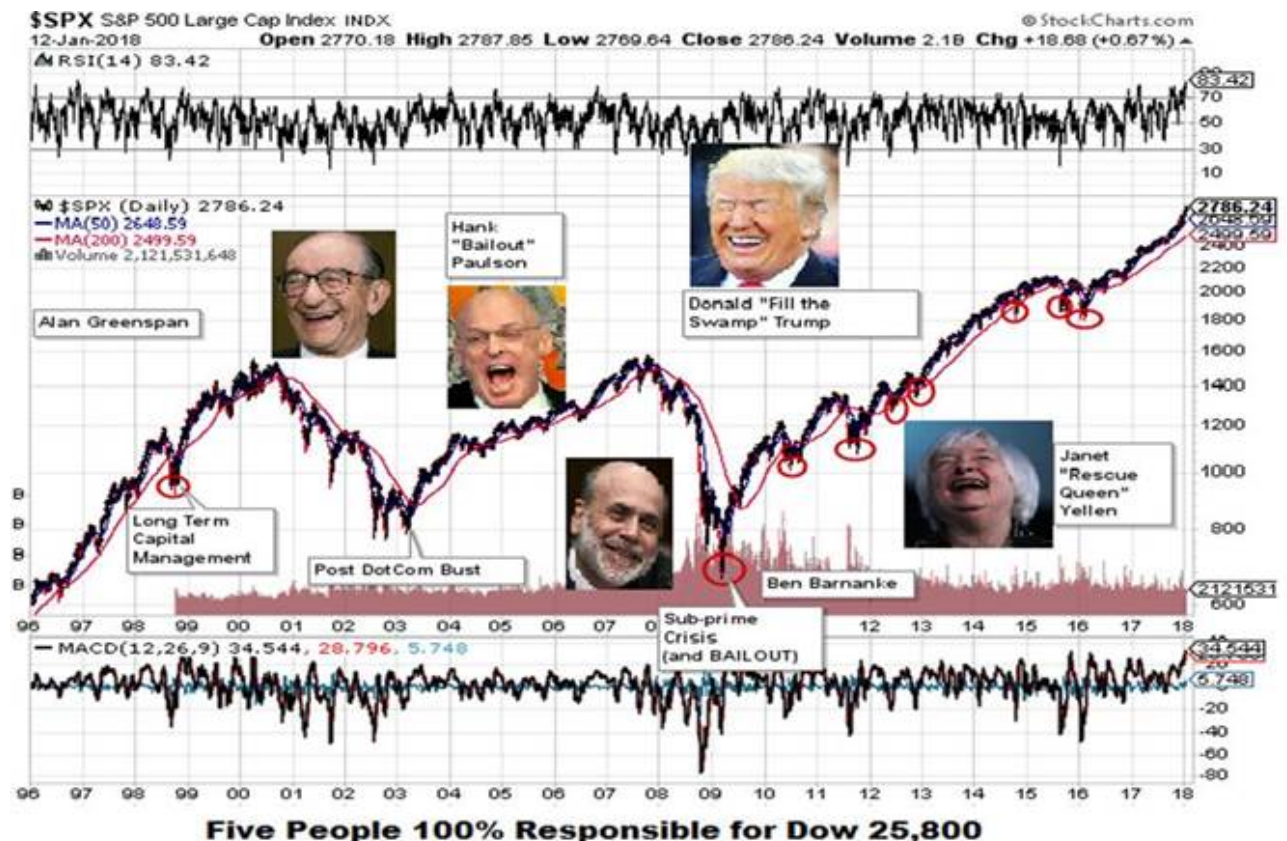 $SPX S&P 500 Large Cap Index INDX
© StockCharts.com
12-Jan-2018
Open 2770.18 High 2787.85 Low 2769.64 Close 2786.24 Volume 2.1B Chg +18.68 (+0.67%)
RSI(14) 83.42
90
83.42
70
50
30
10
$SPX (Daily) 2786.24
MA(50) 2648.59
MA(200) 2499.59
Volume 2,121,531,648
Hank
"Bailout"
Paulson
Alan Greenspan
Donald "Fill the
Swamp" Trump
2786.24
2648.59
2499.59
2400
2200
2000
1800
1600
1400
1200
1000
800
600
2121531
Long Term
Capital
Management
Post DotCom Bust
Janet
"Rescue
Queen"
Yellen
Ben Barnanke
Sub-prime
Crisis
(and BAILOUT)
96 97 98 99 00 01 02 03 04 05 06 07 0 12 13 14 15 16 17 18
MACD(12,26,9) 34.544, 28.796, 5.748
34.544
20
5.748
-20
-40
-60
-80
96 97 98 99 00 01 02 03 04 05 06 07 08 09 10 11 12 13 14 15 16 17 18
Five People 100% Responsible for Dow 25,800